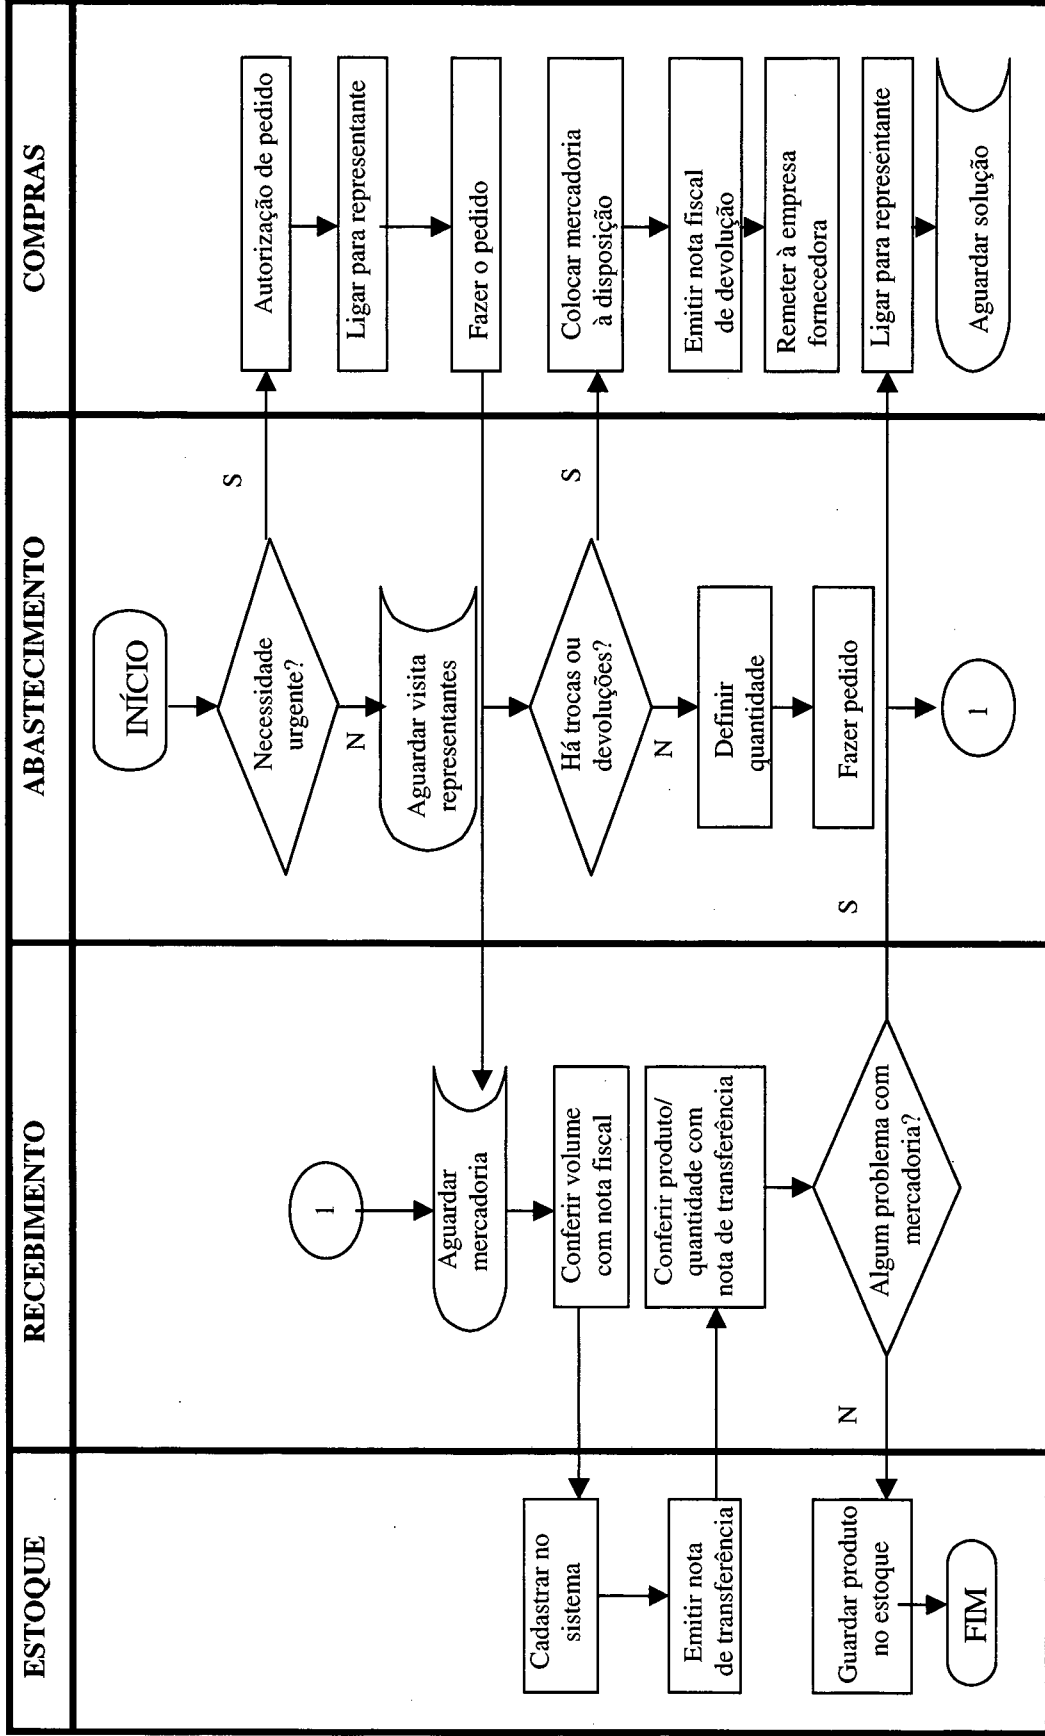 ESTOQUE
RECEBIMENTO
ABASTECIMENTO
COMPRAS
Cadastrar no
sistema
Emitir nota
de transferência
Guardar produto
no estoque
FIM
1
Aguardar
mercadoria
Conferir volume
com nota fiscal
Conferir produto/
quantidade com
nota de transferência
Algum problema com
mercadoria?
N
S
INÍCIO
Necessidade
urgente?
S
N
Aguardar visita
representantes
Há trocas ou
devoluções?
S
N
Definir
quantidade
Fazer pedido
1
Autorização de pedido
Ligar para representante
Fazer o pedido
Colocar mercadoria
à disposição
Emitir nota fiscal
de devolução
Remeter à empresa
fornecedora
Ligar para representante
Aguardar solução